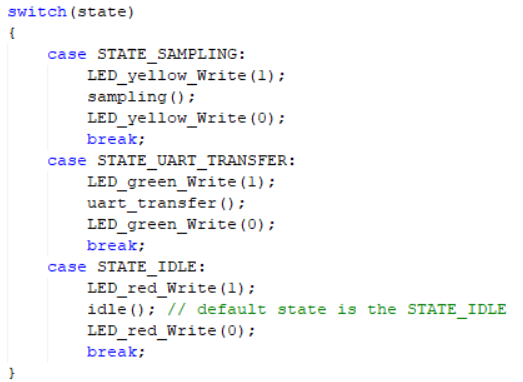 switch(state)
{
    case STATE_SAMPLING:
        LED_yellow_Write(1);
        sampling();
        LED_yellow_Write(0);
        break;
    case STATE_UART_TRANSFER:
        LED_green_Write(1);
        uart_transfer();
        LED_green_Write(0);
        break;
    case STATE_IDLE:
        LED_red_Write(1);
        idle(); // default state is the STATE_IDLE
        LED_red_Write(0);
        break;
}